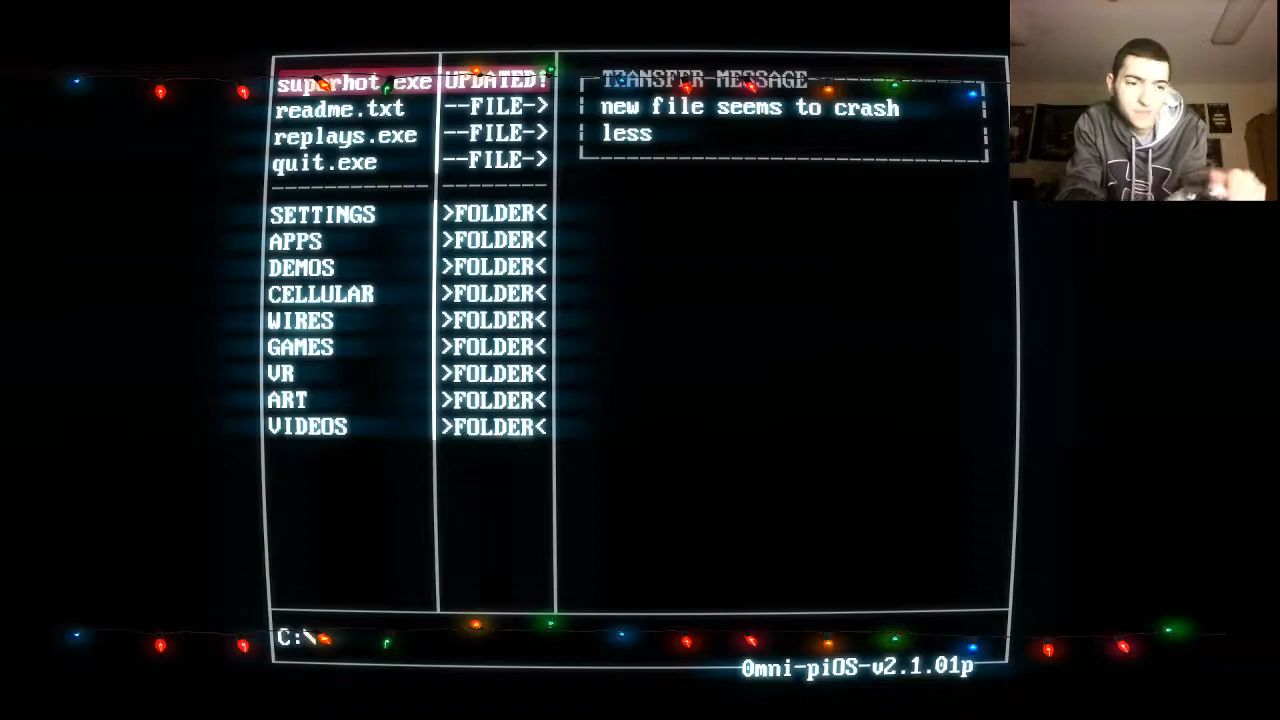 superhot.exe UPDATED!
readme.txt --FILE->
replays.exe --FILE->
quit.exe --FILE->
SETTINGS >FOLDER<
APPS >FOLDER<
DEMOS >FOLDER<
CELLULAR >FOLDER<
WIRES >FOLDER<
GAMES >FOLDER<
VR >FOLDER<
ART >FOLDER<
VIDEOS >FOLDER<
TRANSFER MESSAGE
new file seems to crash
less
C:\
0mni-piOS-v2.1.01p